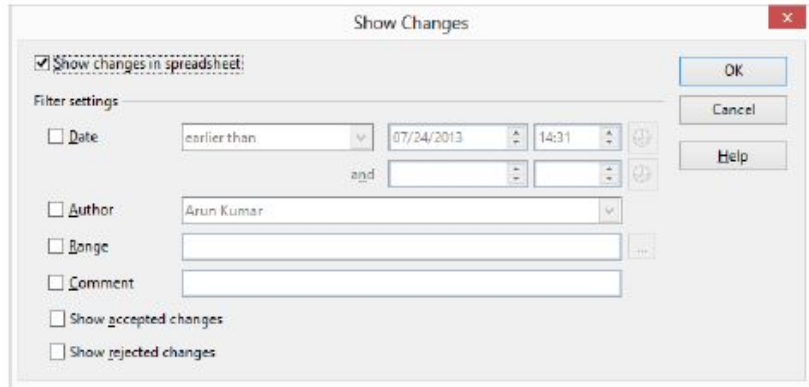 Show Changes
x
Show changes in spreadsheet
OK
Filter settings
Cancel
Date earlier than 07/24/2013 14:31
Help
and
Author Arun Kumar
Range ...
Comment
Show accepted changes
Show rejected changes